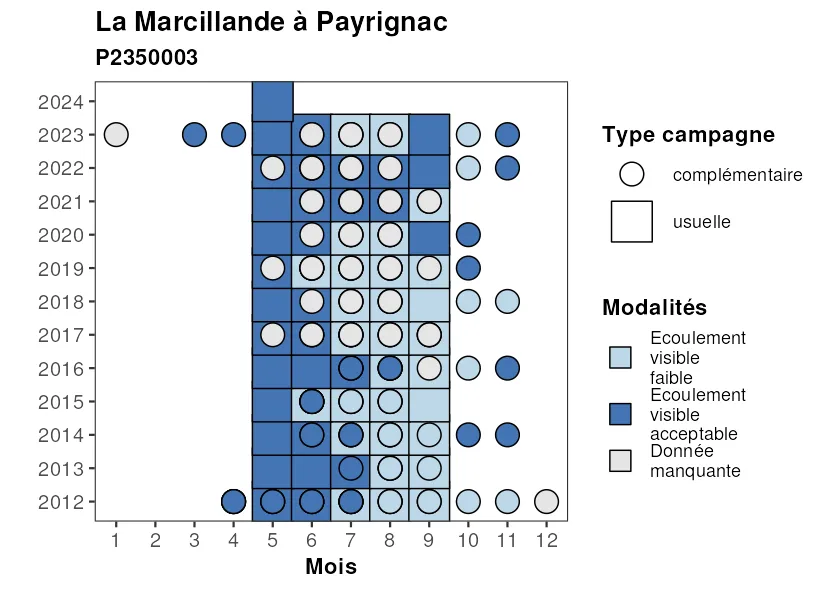 La Marcillande à Payrignac
P2350003
2024
2023
2022
2021
2020
2019
2018
2017
2016
2015
2014
2013
2012
1 2 3 4 5 6 7 8 9 10 11 12
Mois
Type campagne
complémentaire
usuelle
Modalités
Ecoulement
visible
faible
Ecoulement
visible
acceptable
Donnée
manquante